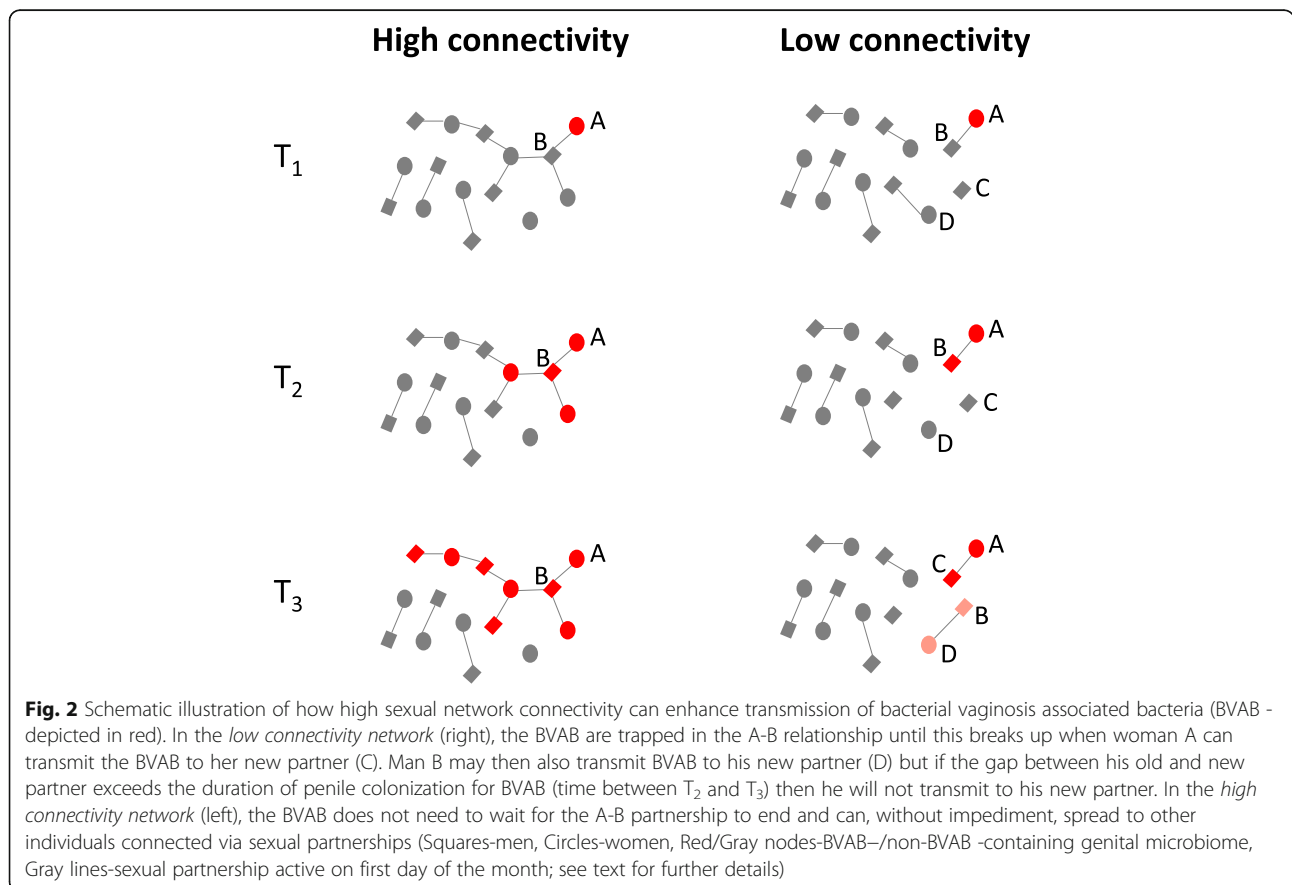 High connectivity
Low connectivity
T1
B
A
B
A
C
D
T2
B
A
B
A
C
D
T3
B
A
C
A
B
D
Fig. 2 Schematic illustration of how high sexual network connectivity can enhance transmission of bacterial vaginosis associated bacteria (BVAB -
depicted in red). In the low connectivity network (right), the BVAB are trapped in the A-B relationship until this breaks up when woman A can
transmit the BVAB to her new partner (C). Man B may then also transmit BVAB to his new partner (D) but if the gap between his old and new
partner exceeds the duration of penile colonization for BVAB (time between T2 and T3) then he will not transmit to his new partner. In the high
connectivity network (left), the BVAB does not need to wait for the A-B partnership to end and can, without impediment, spread to other
individuals connected via sexual partnerships (Squares-men, Circles-women, Red/Gray nodes-BVAB–/non-BVAB -containing genital microbiome,
Gray lines-sexual partnership active on first day of the month; see text for further details)